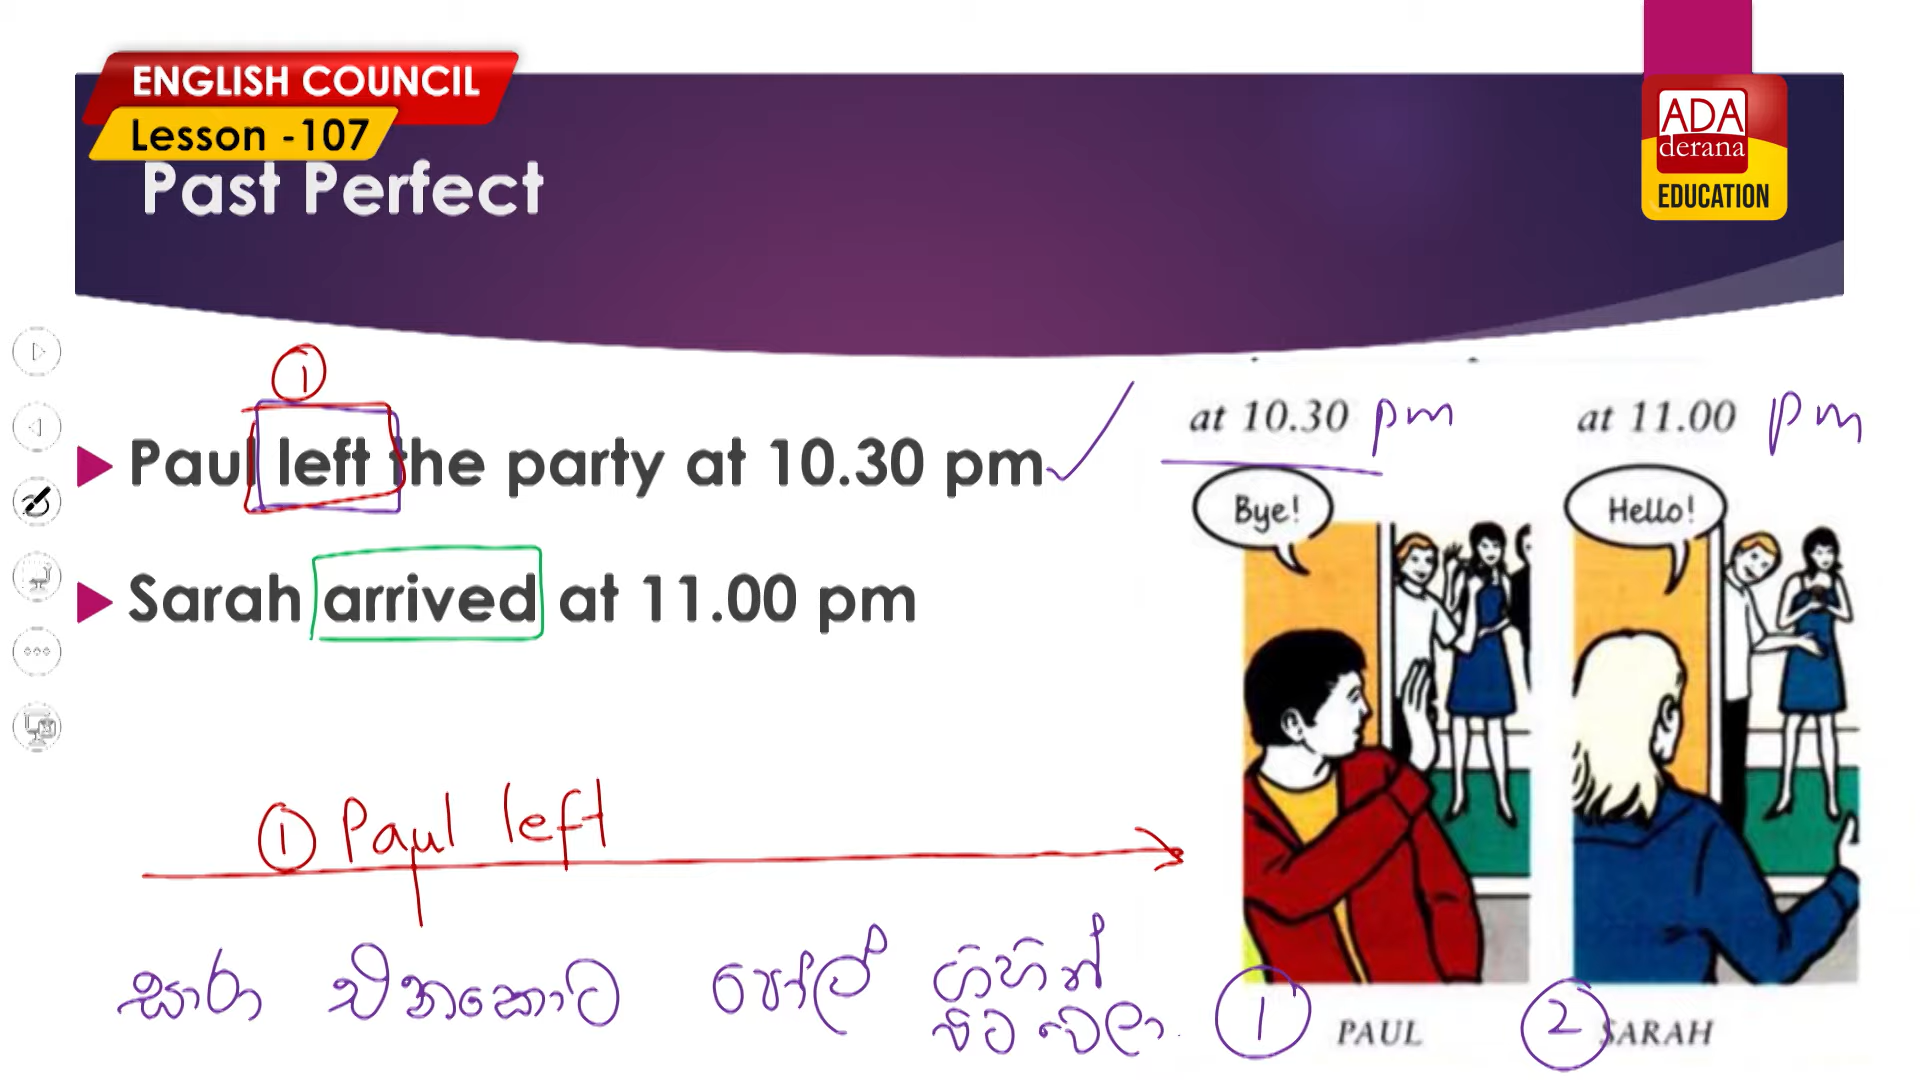 ENGLISH COUNCIL
Lesson -107
Past Perfect
ADA
derana
EDUCATION
1
Paul left the party at 10.30 pm
Sarah arrived at 11.00 pm
at 10.30 pm
at 11.00 pm
Bye!
Hello!
1 Paul left
සාරා එනකොට පෝල් ගිහින්
හිට වෙලා.
1 PAUL
2 SARAH